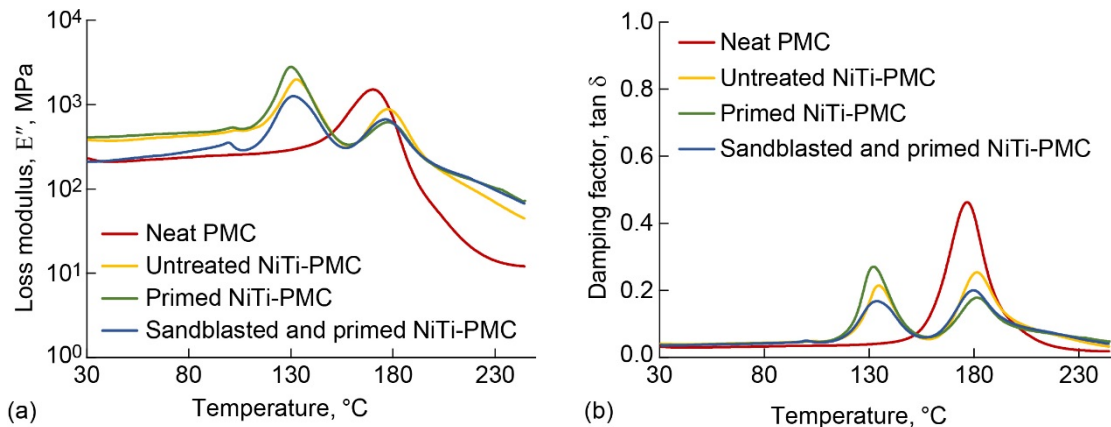 10⁴
10³
10²
10¹
10⁰
Loss modulus, E″, MPa
Neat PMC
Untreated NiTi-PMC
Primed NiTi-PMC
Sandblasted and primed NiTi-PMC
30 80 130 180 230
Temperature, °C
(a)
1.0
0.8
0.6
0.4
0.2
0.0
Damping factor, tan δ
Neat PMC
Untreated NiTi-PMC
Primed NiTi-PMC
Sandblasted and primed NiTi-PMC
30 80 130 180 230
Temperature, °C
(b)